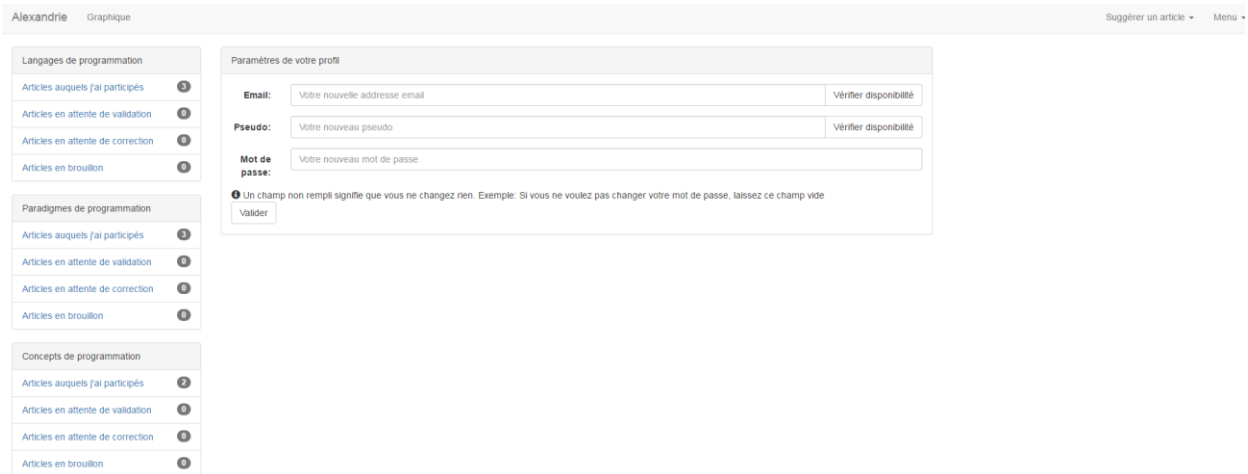 Alexandrie Graphique Suggérer un article Menu
Langages de programmation
Articles auquels j'ai participés 3
Articles en attente de validation 0
Articles en attente de correction 0
Articles en brouillon 0
Paradigmes de programmation
Articles auquels j'ai participés 3
Articles en attente de validation 0
Articles en attente de correction 0
Articles en brouillon 0
Concepts de programmation
Articles auquels j'ai participés 2
Articles en attente de validation 0
Articles en attente de correction 0
Articles en brouillon 0
Paramètres de votre profil
Email: Votre nouvelle addresse email Vérifier disponibilité
Pseudo: Votre nouveau pseudo Vérifier disponibilité
Mot de passe: Votre nouveau mot de passe
Un champ non rempli signifie que vous ne changez rien. Exemple: Si vous ne voulez pas changer votre mot de passe, laissez ce champ vide
Valider